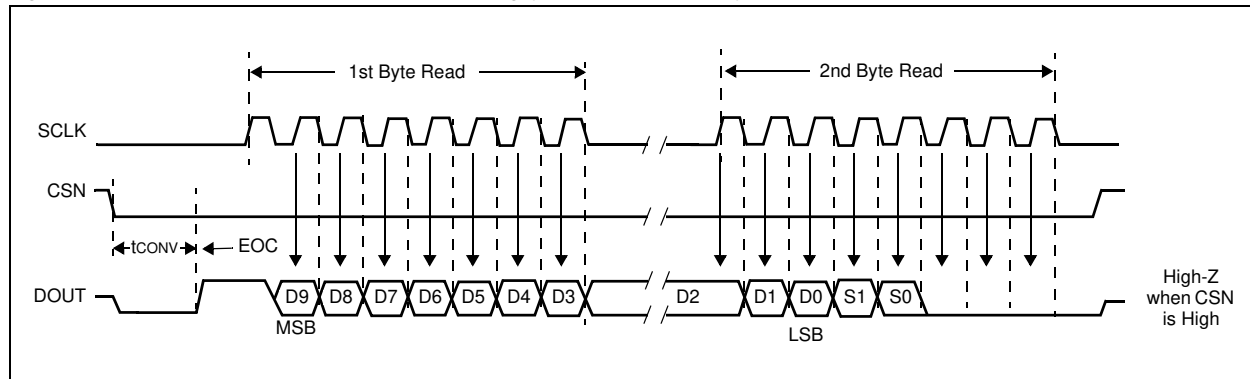 1st Byte Read
2nd Byte Read
SCLK
CSN
tCONV
EOC
DOUT
D9 D8 D7 D6 D5 D4 D3 D2 D1 D0 S1 S0
MSB
LSB
High-Z
when CSN
is High